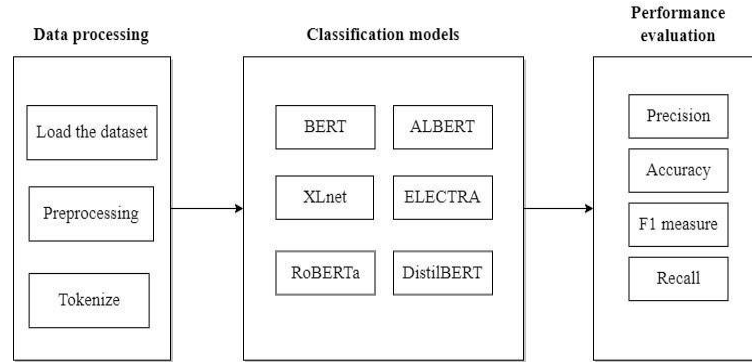 Data processing
Load the dataset
Preprocessing
Tokenize
Classification models
BERT
ALBERT
XLnet
ELECTRA
RoBERTa
DistilBERT
Performance
evaluation
Precision
Accuracy
F1 measure
Recall